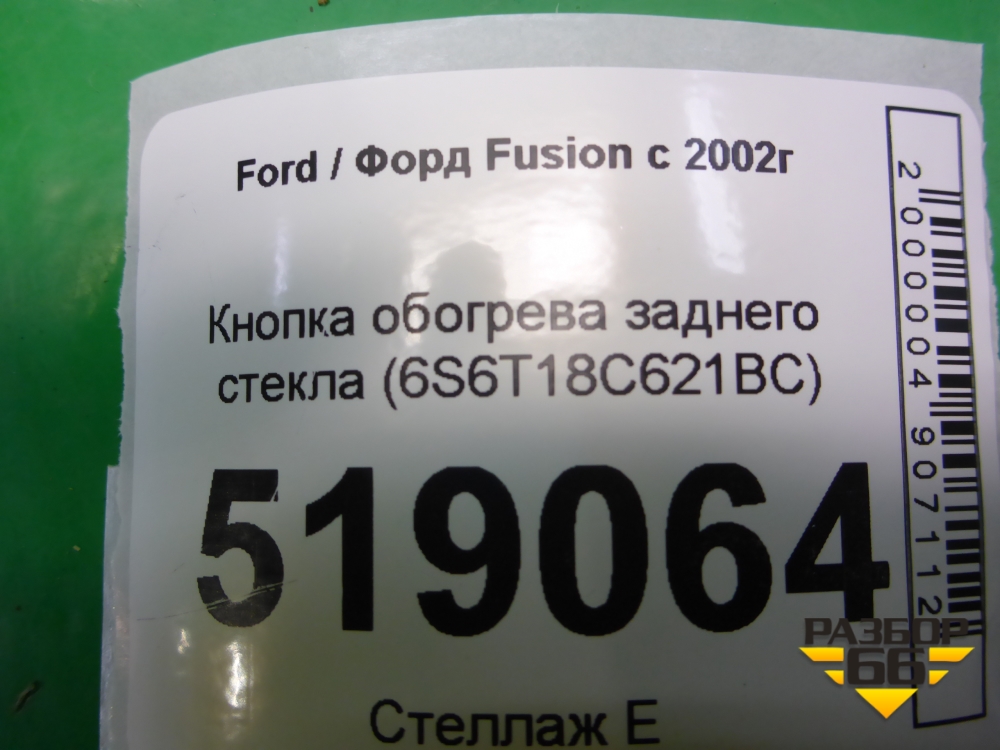 Ford / Форд Fusion с 2002г
Кнопка обогрева заднего
стекла (6S6T18C621BC)
519064
Стеллаж Е
2000004907112
РАЗБОР
66